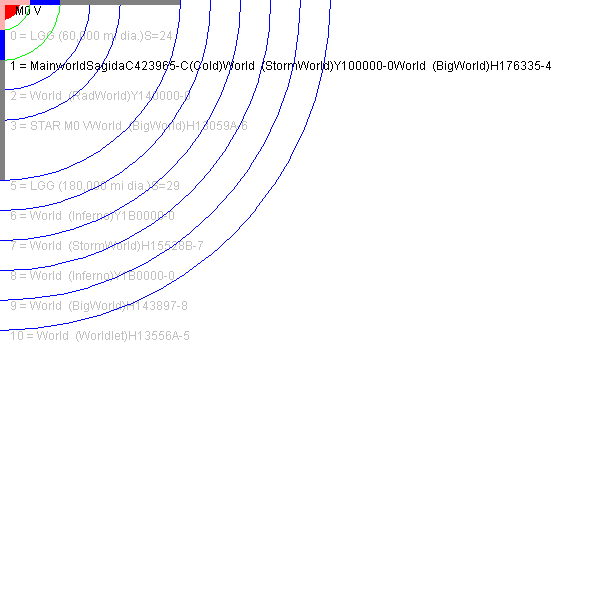 M0 V
0 = LGG (60,000 mi dia.)S=24
1 = MainworldSagidaC423965-C(Cold)World  (StormWorld)Y100000-0World  (BigWorld)H176335-4
2 = World  (RadWorld)Y140000-0
3 = STAR M0 VWorld  (BigWorld)H13059A-6
5 = LGG (180,000 mi dia.)S=29
6 = World  (Inferno)Y1B0000-0
7 = World  (StormWorld)H15528B-7
8 = World  (Inferno)Y1B0000-0
9 = World  (BigWorld)H143897-8
10 = World  (Worldlet)H13556A-5